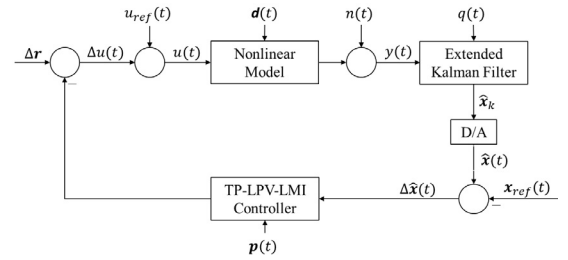 u_ref(t)
d(t)
n(t)
q(t)
Δr
Δu(t)
u(t)
Nonlinear
Model
y(t)
Extended
Kalman Filter
x̂_k
D/A
x̂(t)
TP-LPV-LMI
Controller
Δx̂(t)
x_ref(t)
p(t)